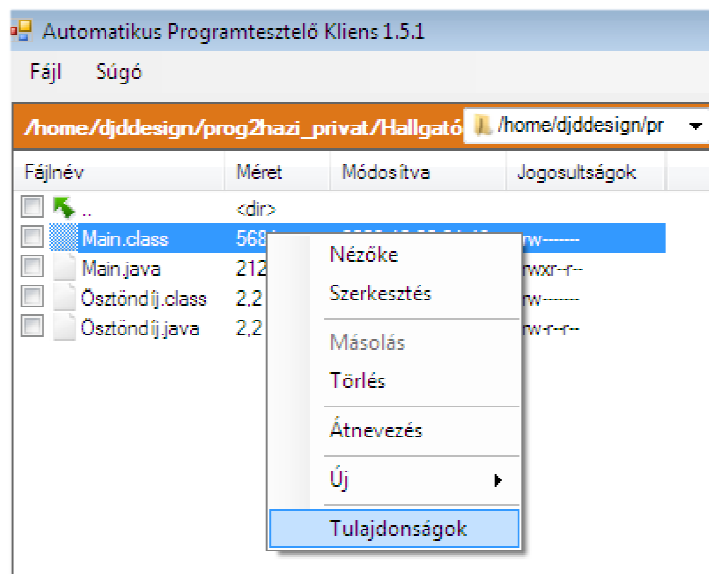 Automatikus Programtesztelő Kliens 1.5.1
Fájl Súgó
/home/djddesign/prog2hazi_privat/Hallgató /home/djddesign/pr
Fájlnév Méret Módosítva Jogosultságok
.. <dir>
Main.class 568 rw-------
Main.java 212 rwxr--r--
Ösztöndíj.class 2,2 rw-------
Ösztöndíj.java 2,2 rw-r--r--
Nézőke
Szerkesztés
Másolás
Törlés
Átnevezés
Új
Tulajdonságok